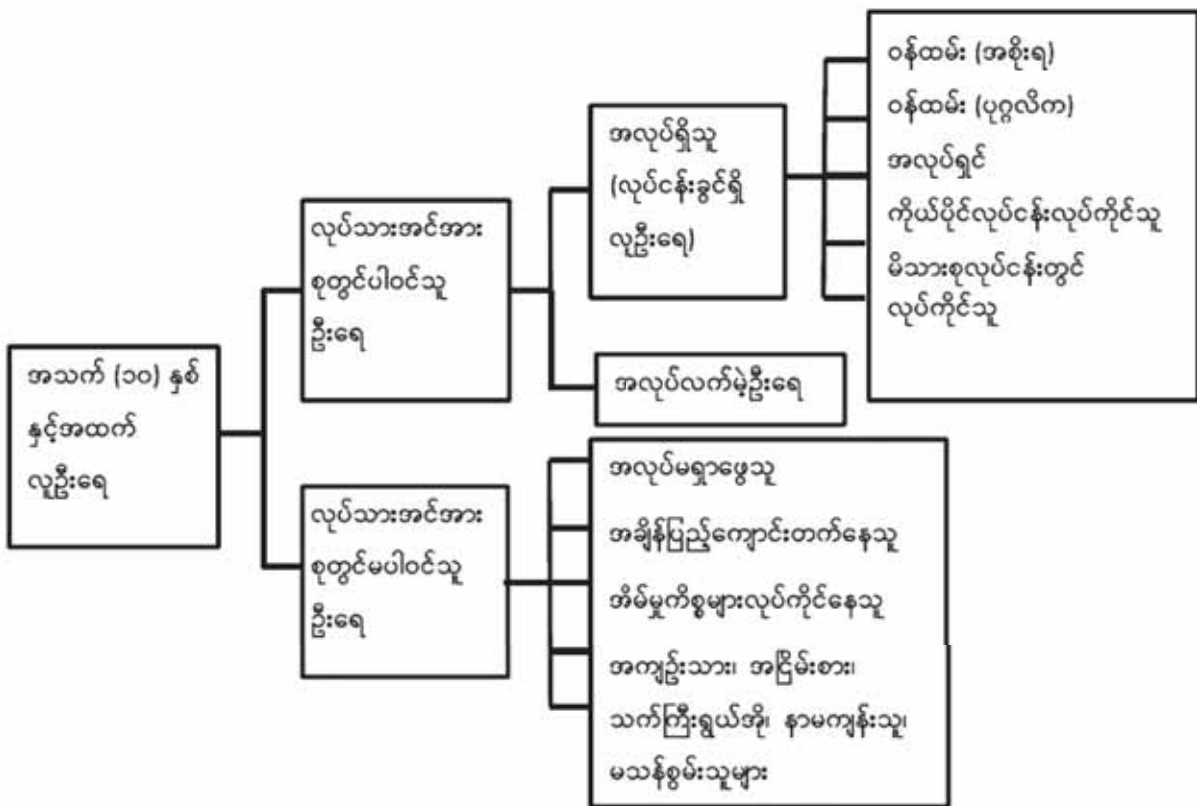 အသက် (၁၀) နှစ်
နှင့်အထက်
လူဦးရေ
လုပ်သားအင်အား
စုတွင်ပါဝင်သူ
ဦးရေ
လုပ်သားအင်အား
စုတွင်မပါဝင်သူ
ဦးရေ
အလုပ်ရှိသူ
(လုပ်ငန်းခွင်ရှိ
လူဦးရေ)
အလုပ်လက်မဲ့ဦးရေ
ဝန်ထမ်း (အစိုးရ)
ဝန်ထမ်း (ပုဂ္ဂလိက)
အလုပ်ရှင်
ကိုယ်ပိုင်လုပ်ငန်းလုပ်ကိုင်သူ
မိသားစုလုပ်ငန်းတွင်
လုပ်ကိုင်သူ
အလုပ်မရှာဖွေသူ
အချိန်ပြည့်ကျောင်းတက်နေသူ
အိမ်မှုကိစ္စများလုပ်ကိုင်နေသူ
အကျဉ်းသား၊ အငြိမ်းစား၊
သက်ကြီးရွယ်အို၊ နာမကျန်းသူ၊
မသန်စွမ်းသူများ